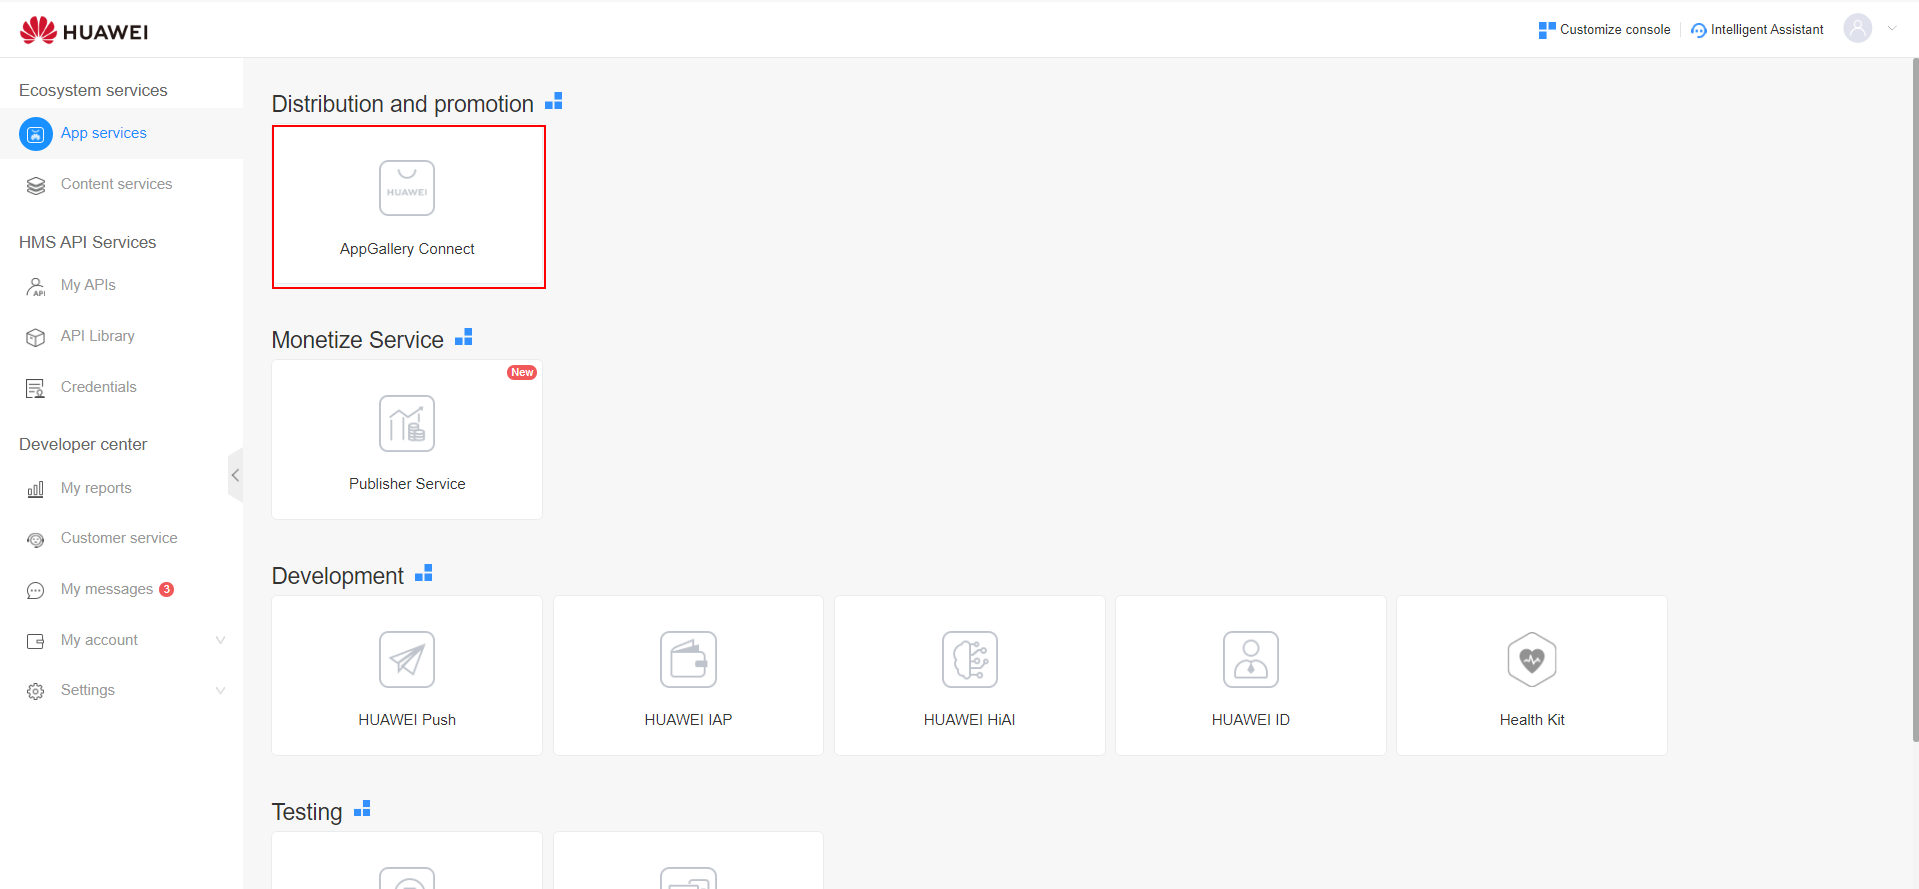 HUAWEI
Customize console
Intelligent Assistant
Ecosystem services
App services
Content services
HMS API Services
My APIs
API
API Library
Credentials
Developer center
My reports
Customer service
My messages 3
My account
Settings
Distribution and promotion
HUAWEI
AppGallery Connect
Monetize Service
New
Publisher Service
Development
HUAWEI Push
HUAWEI IAP
HUAWEI HiAI
HUAWEI ID
Health Kit
Testing